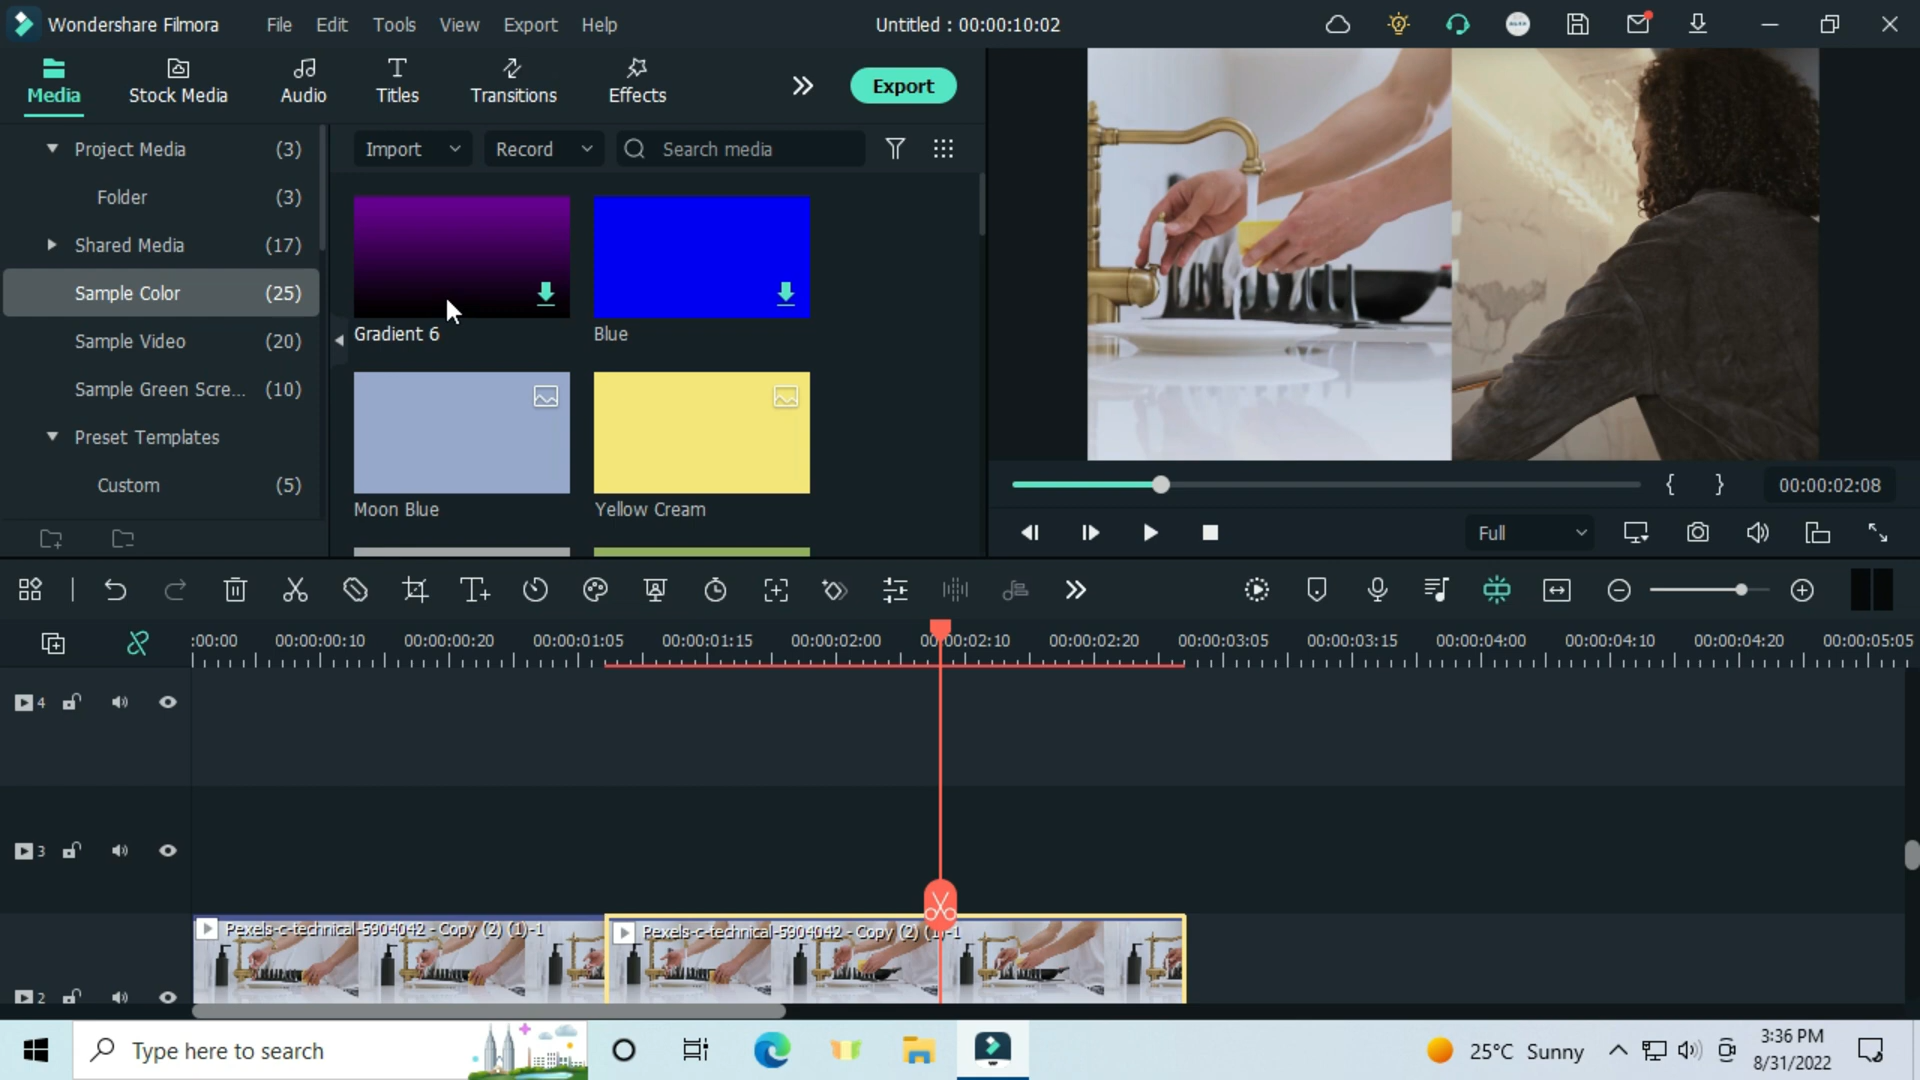 Wondershare Filmora File Edit Tools View Export Help Untitled : 00:00:10:02
Media Stock Media Audio Titles Transitions Effects Export
Project Media (3)
Folder (3)
Shared Media (17)
Sample Color (25)
Sample Video (20)
Sample Green Scre... (10)
Preset Templates
Custom (5)
Import Record Search media
Gradient 6 Blue
Moon Blue Yellow Cream
00:00:02:08
Full
:00:00 00:00:00:10 00:00:00:20 00:00:01:05 00:00:01:15 00:00:02:00 00:00:02:10 00:00:02:20 00:00:03:05 00:00:03:15 00:00:04:00 00:00:04:10 00:00:04:20 00:00:05:05
4
3
Pexels-c-technical-5904042 - Copy (2) (1)-1 Pexels-c-technical-5904042 - Copy (2) (1)-1
2
Type here to search 25°C Sunny 3:36 PM
8/31/2022